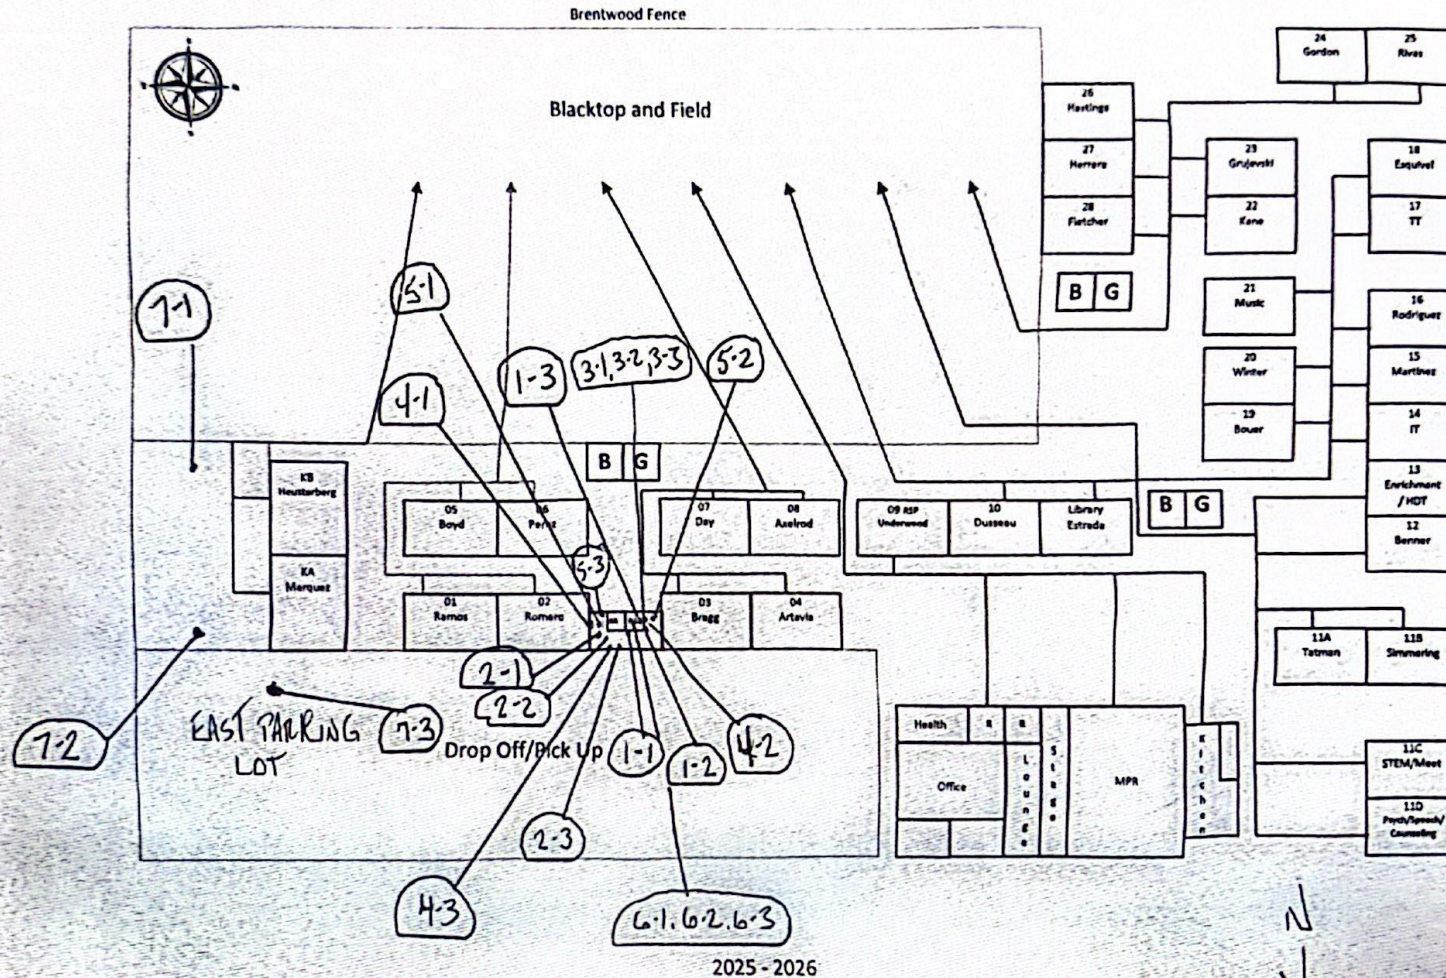 Brentwood Fence
24
Gordon
25
Rivas
Blacktop and Field
26
Hastings
27
Herrera
28
Fletcher
23
Grujevski
22
Kane
18
Esquivel
17
TT
B G
21
Music
16
Rodriguez
20
Winter
15
Martinez
19
Bouer
14
IT
13
Enrichment
/HDT
12
Benner
7-1
5-1
1-3
3-1, 3-2, 3-3
5-2
4-1
B G
KB
Heusterberg
05
Boyd
06
Perez
07
Day
08
Axelrod
09 RSP
Underwood
10
Dusseau
Library
Estrada
B G
5-3
KA
Marquez
01
Ramos
02
Romero
03
Bragg
04
Artavia
11A
Tatman
11B
Simmering
2-1
2-2
7-2
EAST PARKING
LOT
7-3
Drop Off/Pick Up
1-1
1-2
4-2
Health
R
R
Office
Lounge
Stage
MPR
Kitchen
11C
STEM/Meet
11D
Psych/Speech/
Counseling
2-3
4-3
6-1, 6-2, 6-3
N
2025 - 2026